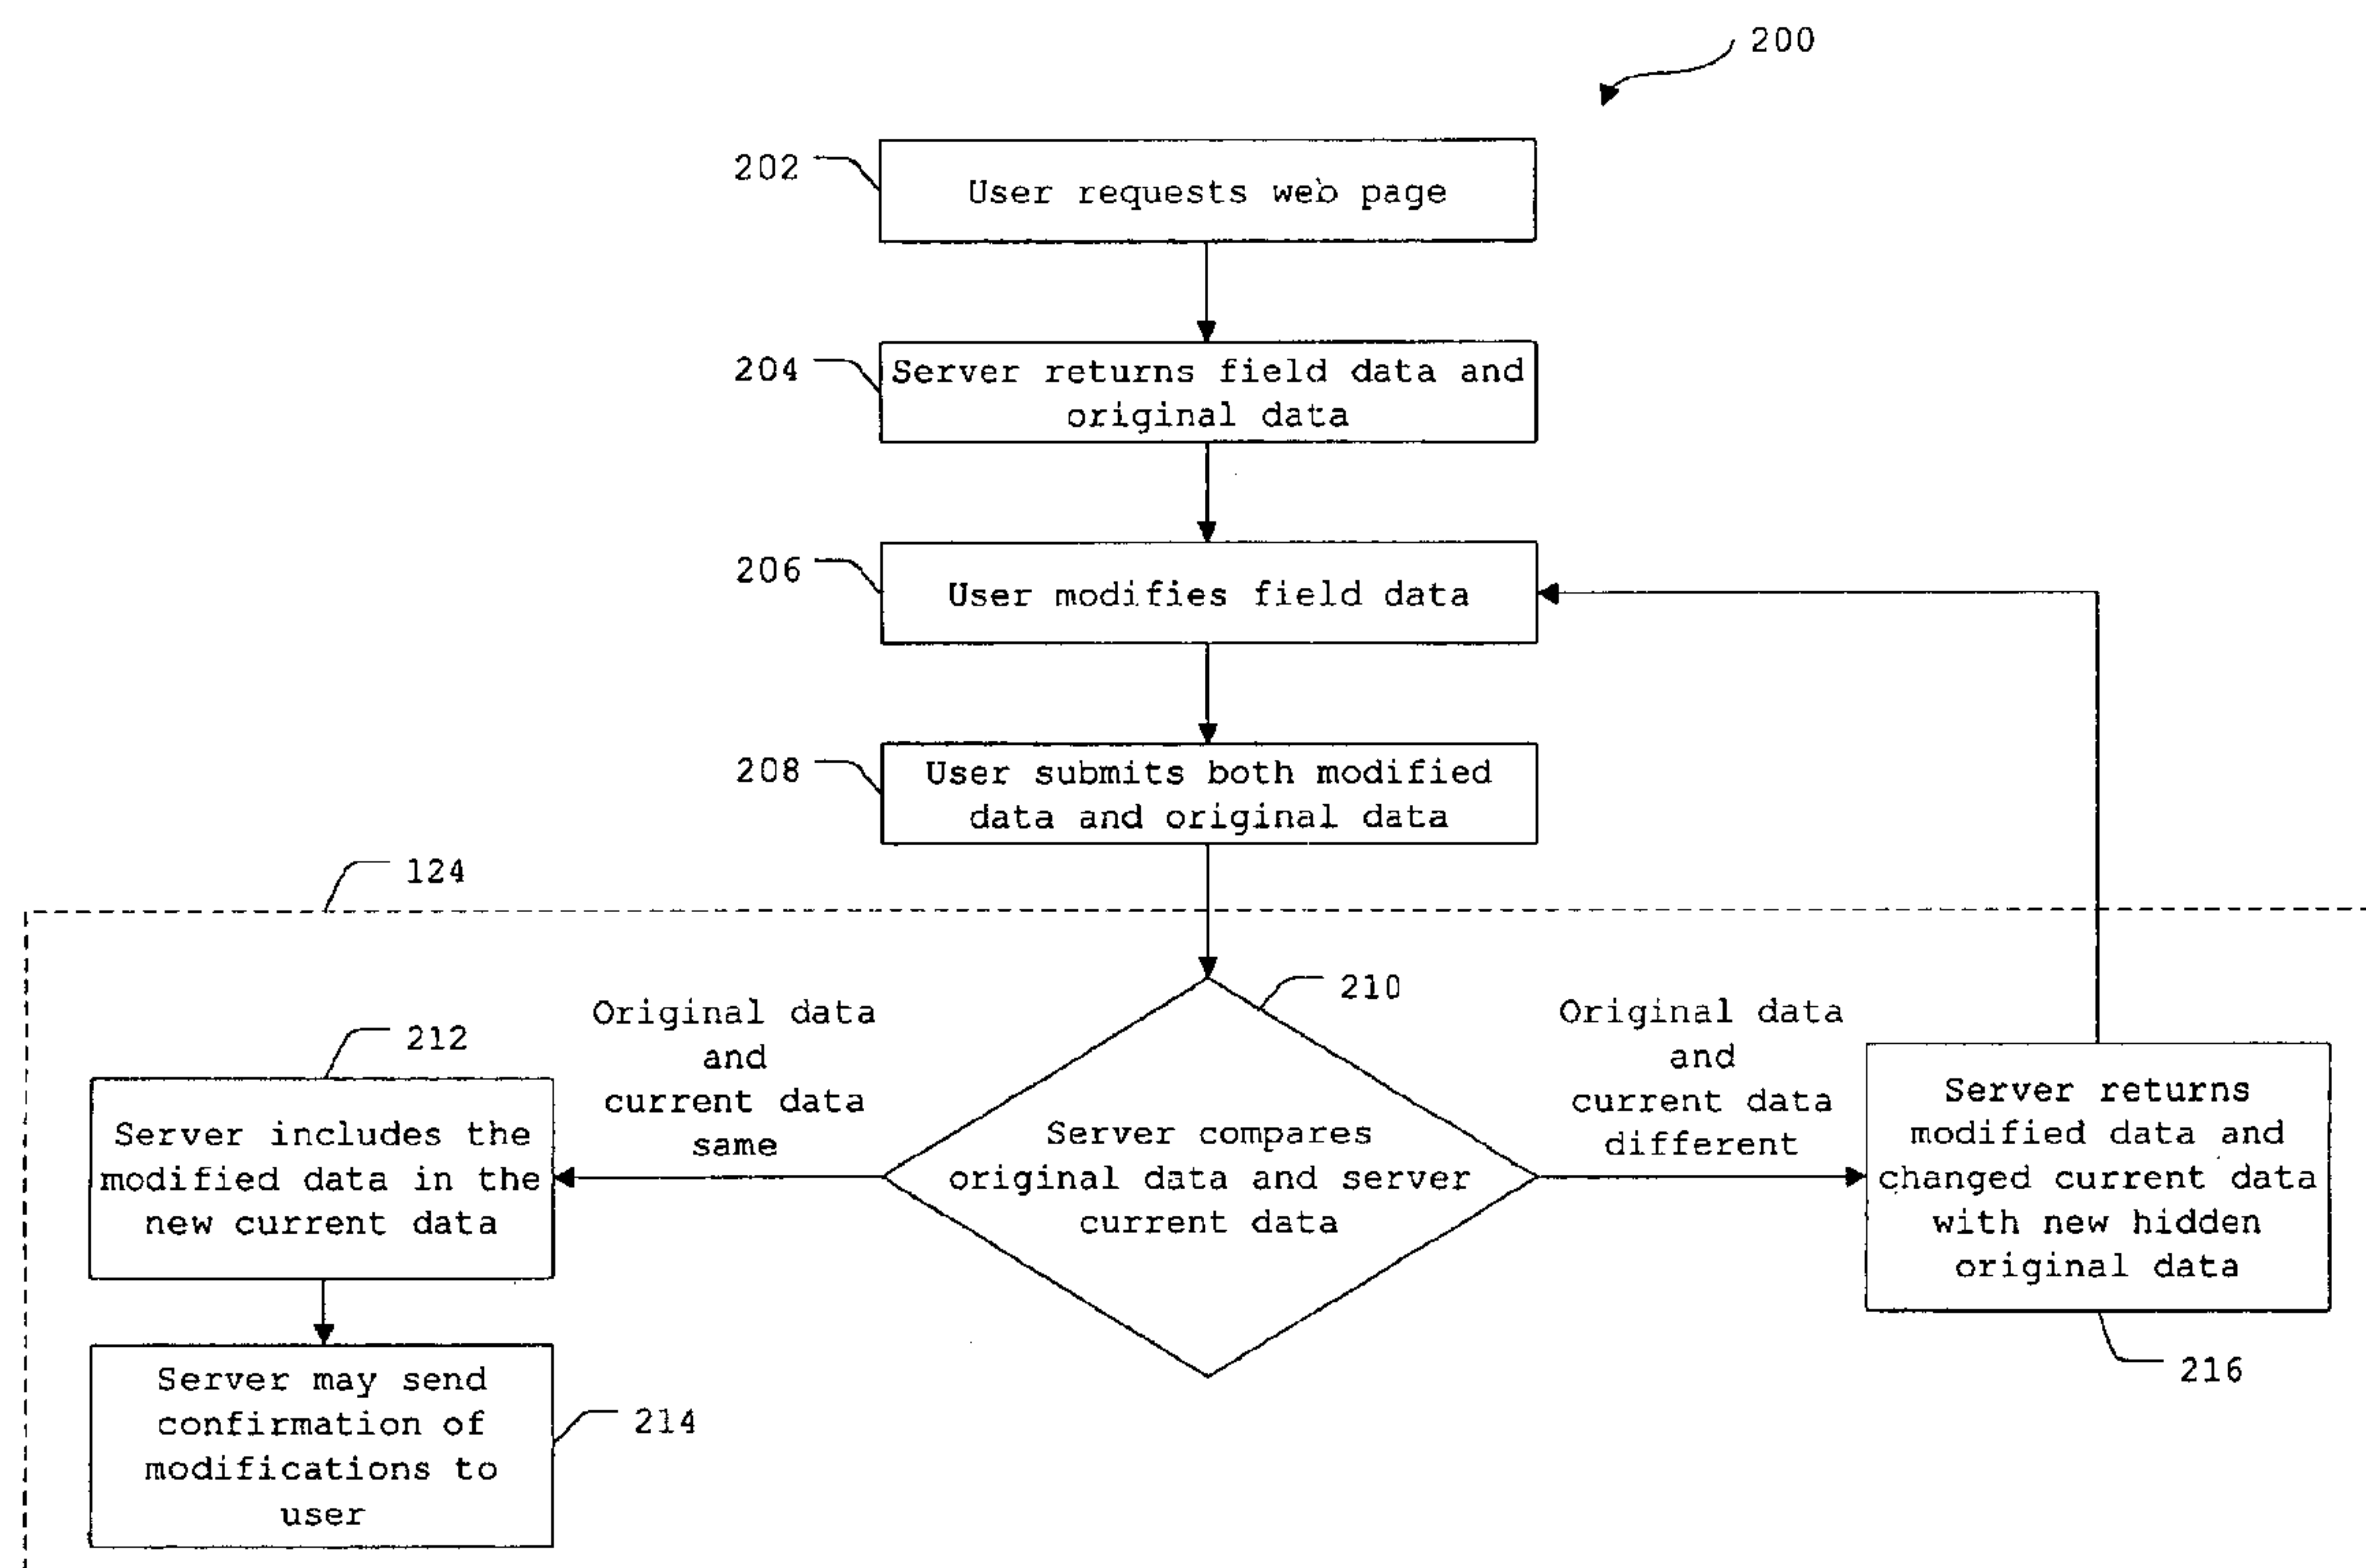 200
202
User requests web page
204
Server returns field data and
original data
206
User modifies field data
208
User submits both modified
data and original data
124
210
Original data
and
current data
same
Original data
and
current data
different
212
Server includes the
modified data in the
new current data
Server compares
original data and server
current data
Server returns
modified data and
changed current data
with new hidden
original data
216
Server may send
confirmation of
modifications to
user
214